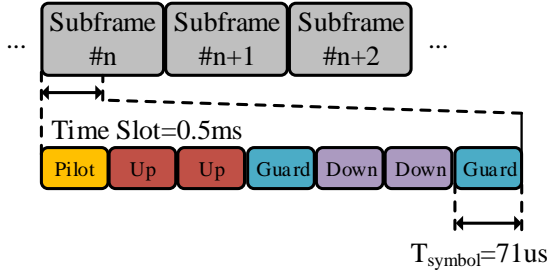 ... Subframe #n Subframe #n+1 Subframe #n+2 ...
Time Slot=0.5ms
Pilot Up Up Guard Down Down Guard
Tsymbol=71us